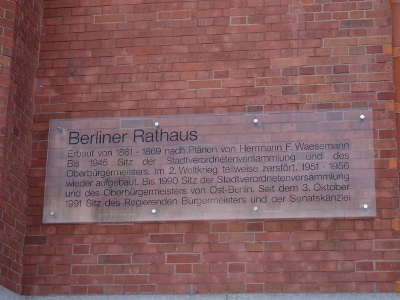 Berliner Rathaus
Erbaut von 1861 - 1869 nach Plänen von Herrmann F. Waesemann
Bis 1945 Sitz der Stadtverordnetenversammlung und des
Oberbürgermeisters. Im 2. Weltkrieg teilweise zerstört. 1951 - 1956
wieder aufgebaut. Bis 1990 Sitz der Stadtverordnetenversammlung
und des Oberbürgermeisters von Ost-Berlin. Seit dem 3. Oktober
1991 Sitz des Regierenden Bürgermeisters und der Senatskanzlei